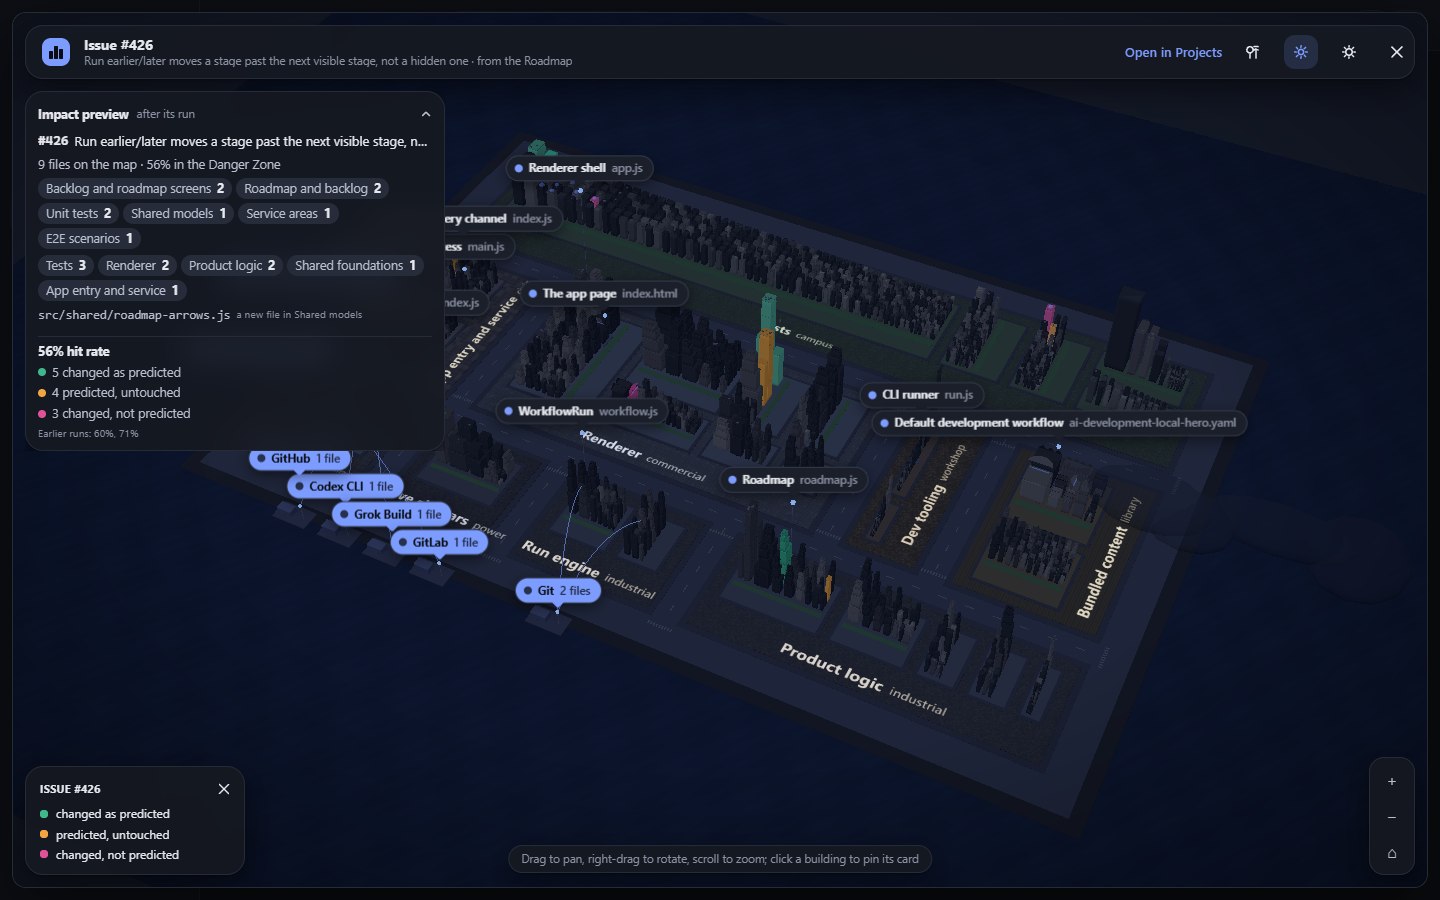 Issue #426
Run earlier/later moves a stage past the next visible stage, not a hidden one · from the Roadmap
Open in Projects
Impact preview after its run
#426 Run earlier/later moves a stage past the next visible stage, n...
9 files on the map · 56% in the Danger Zone
Backlog and roadmap screens 2 Roadmap and backlog 2
Unit tests 2 Shared models 1 Service areas 1
E2E scenarios 1
Tests 3 Renderer 2 Product logic 2 Shared foundations 1
App entry and service 1
src/shared/roadmap-arrows.js a new file in Shared models
56% hit rate
5 changed as predicted
4 predicted, untouched
3 changed, not predicted
Earlier runs: 60%, 71%
Renderer shell app.js
ery channel index.js
ess main.js
ndex.js
The app page index.html
p entry and service
sts campus
WorkflowRun workflow.js
Renderer commercial
CLI runner run.js
Default development workflow ai-development-local-hero.yaml
Roadmap roadmap.js
GitHub 1 file
Codex CLI 1 file
Grok Build 1 file
GitLab 1 file
power
Run engine industrial
Git 2 files
Dev tooling workshop
Bundled content library
Product logic industrial
ISSUE #426
changed as predicted
predicted, untouched
changed, not predicted
Drag to pan, right-drag to rotate, scroll to zoom; click a building to pin its card
+
−